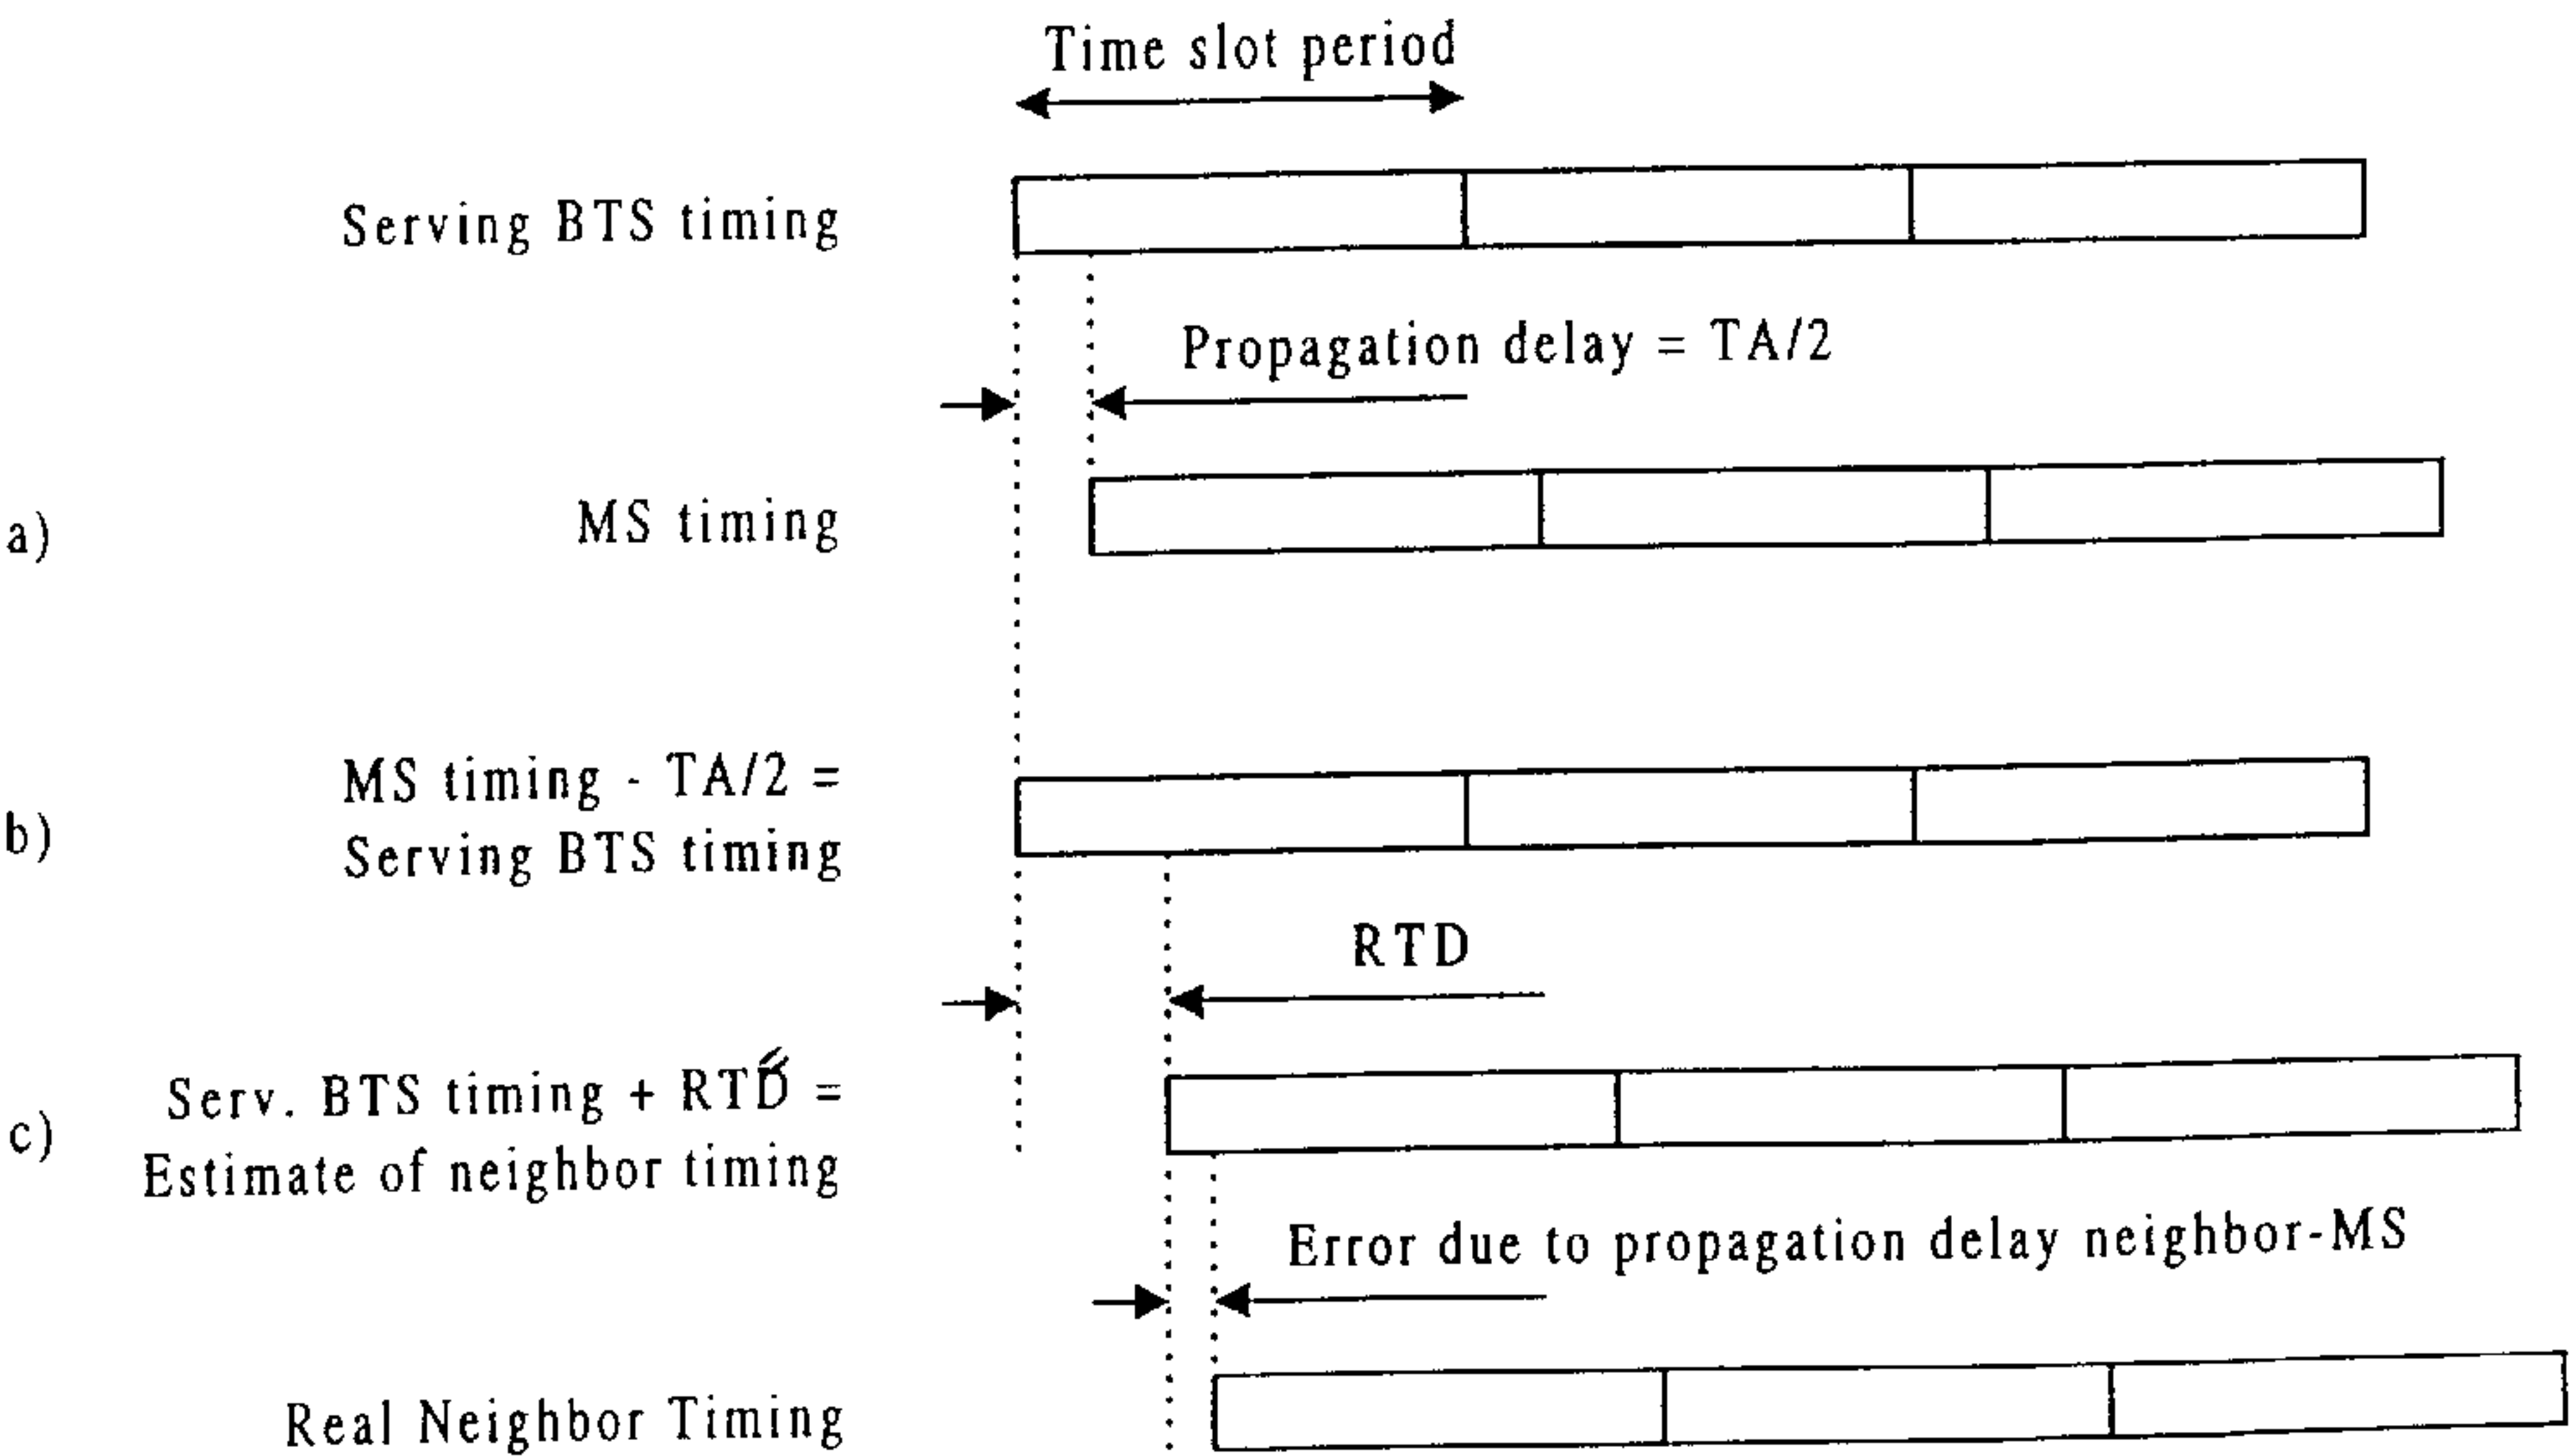 Time slot period
Serving BTS timing
Propagation delay = TA/2
a)
MS timing
b)
MS timing - TA/2 =
Serving BTS timing
RTD
c)
Serv. BTS timing + RTD =
Estimate of neighbor timing
Error due to propagation delay neighbor-MS
Real Neighbor Timing